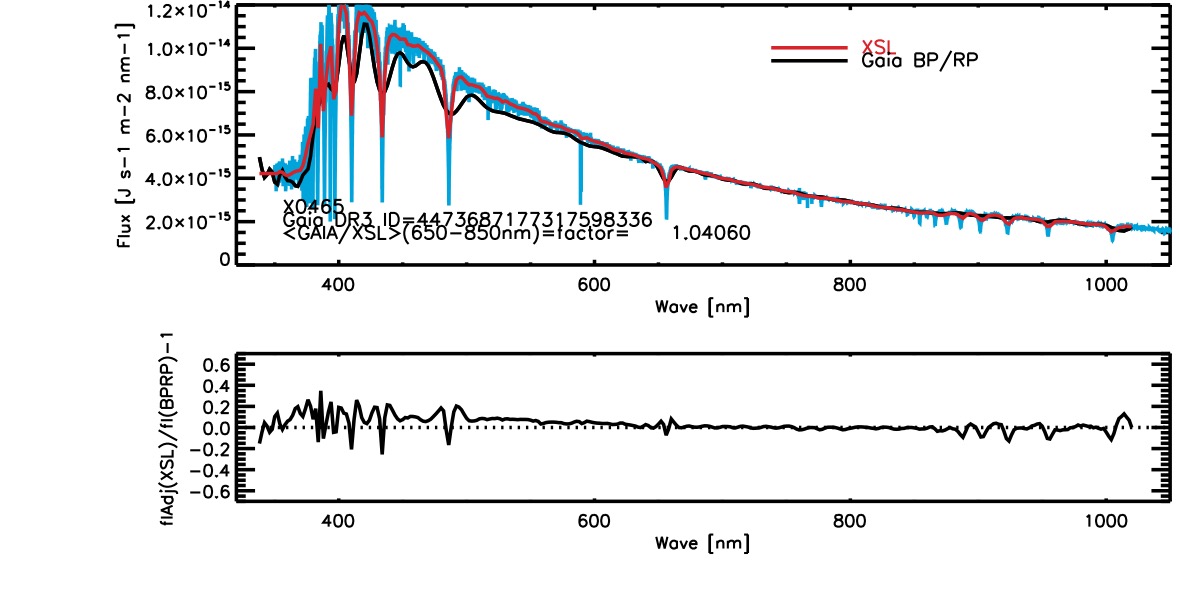 1.2×10⁻¹⁴
1.0×10⁻¹⁴
8.0×10⁻¹⁵
6.0×10⁻¹⁵
4.0×10⁻¹⁵
2.0×10⁻¹⁵
0
Flux [J s−1 m−2 nm−1]
XSL
Gaia BP/RP
X0465
Gaia DR3 ID=4473687177317598336
<GAIA/XSL>(650−850nm)=factor= 1.04060
400 600 800 1000
Wave [nm]
flAdj(XSL)/fl(BPRP)−1
0.6
0.4
0.2
0.0
−0.2
−0.4
−0.6
400 600 800 1000
Wave [nm]